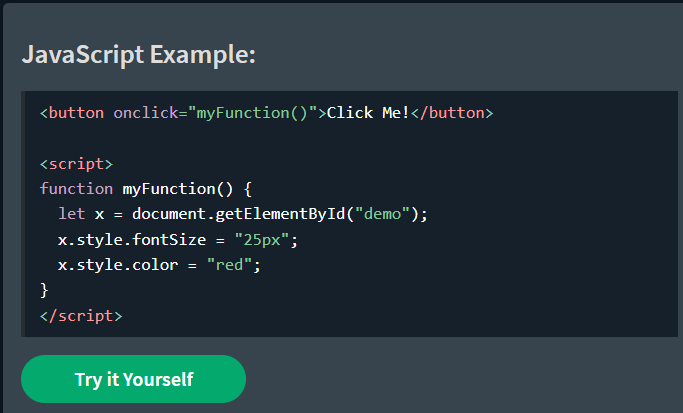 JavaScript Example:
<button onclick="myFunction()">Click Me!</button>
<script>
function myFunction() {
  let x = document.getElementById("demo");
  x.style.fontSize = "25px";
  x.style.color = "red";
}
</script>
Try it Yourself